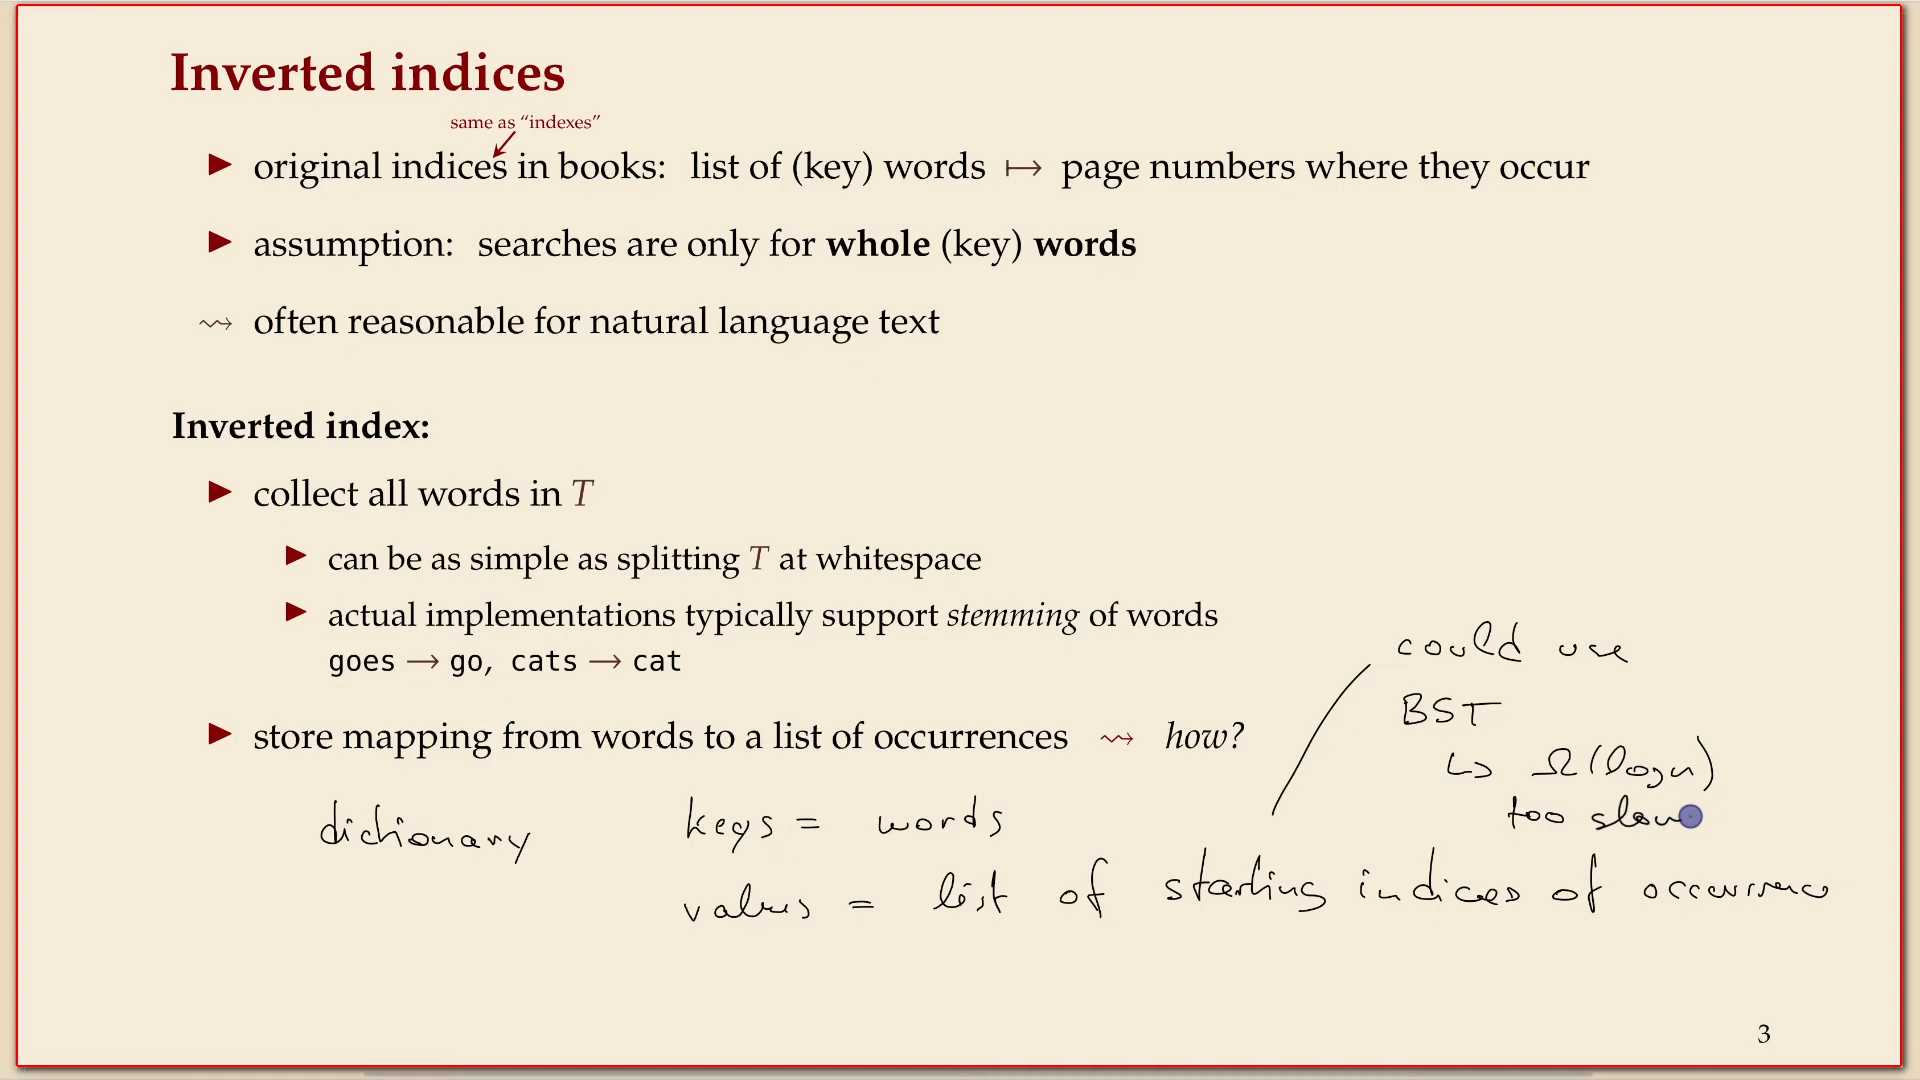 Inverted indices
same as “indexes”
▶ original indices in books: list of (key) words ↦ page numbers where they occur
▶ assumption: searches are only for whole (key) words
⇝ often reasonable for natural language text
Inverted index:
▶ collect all words in T
▶ can be as simple as splitting T at whitespace
▶ actual implementations typically support stemming of words
goes → go, cats → cat
▶ store mapping from words to a list of occurrences ⇝ how?
could use
BST
↳ Ω(log n)
too slow
dictionary keys = words
values = list of starting indices of occurrence
3